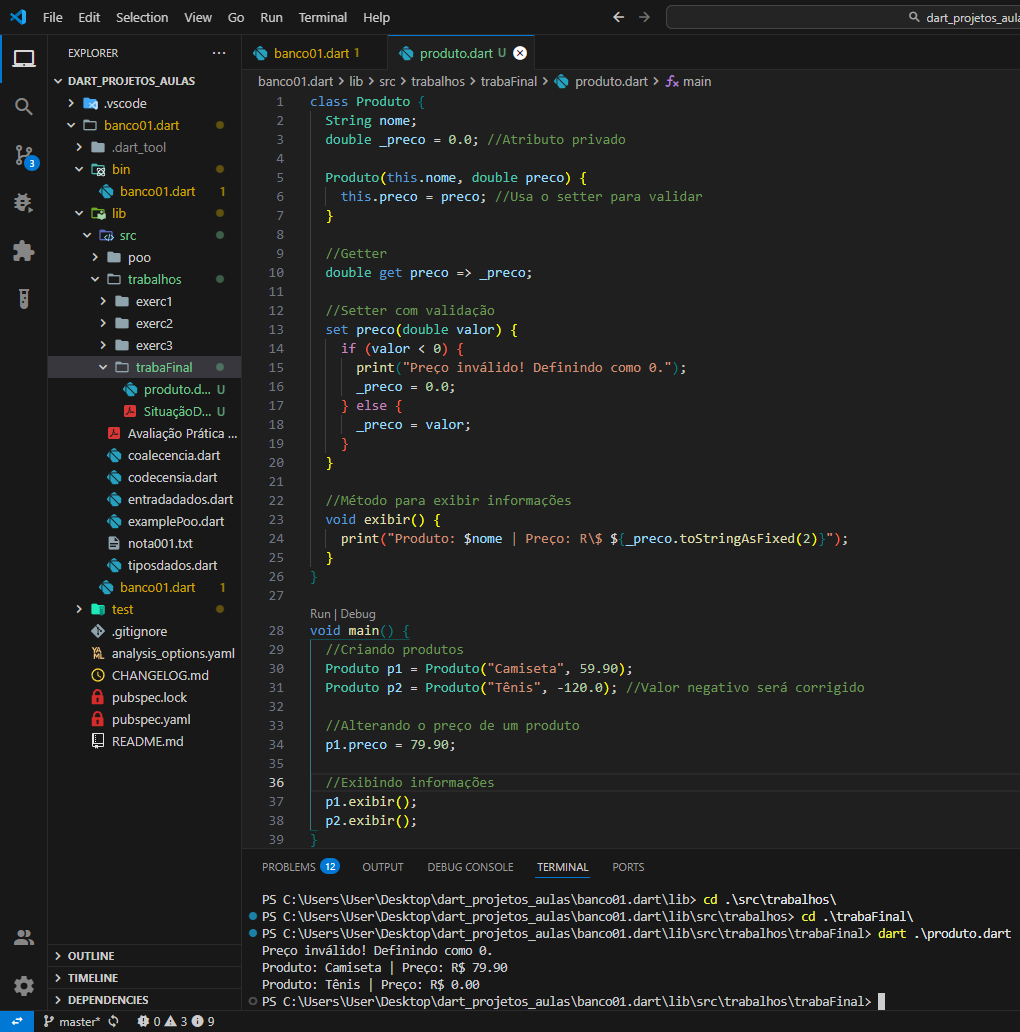 File Edit Selection View Go Run Terminal Help
dart_projetos_aula
EXPLORER
DART_PROJETOS_AULAS
.vscode
banco01.dart
.dart_tool
bin
banco01.dart 1
lib
src
poo
trabalhos
exerc1
exerc2
exerc3
trabaFinal
produto.d... U
SituaçãoD... U
Avaliação Prática ...
coalecencia.dart
codecensia.dart
entradadados.dart
examplePoo.dart
nota001.txt
tiposdados.dart
banco01.dart 1
test
.gitignore
analysis_options.yaml
CHANGELOG.md
pubspec.lock
pubspec.yaml
README.md
OUTLINE
TIMELINE
DEPENDENCIES
3
banco01.dart 1
produto.dart U
banco01.dart > lib > src > trabalhos > trabaFinal > produto.dart > main
1 class Produto {
2 String nome;
3 double _preco = 0.0; //Atributo privado
4
5 Produto(this.nome, double preco) {
6 this.preco = preco; //Usa o setter para validar
7 }
8
9 //Getter
10 double get preco => _preco;
11
12 //Setter com validação
13 set preco(double valor) {
14 if (valor < 0) {
15 print("Preço inválido! Definindo como 0.");
16 _preco = 0.0;
17 } else {
18 _preco = valor;
19 }
20 }
21
22 //Método para exibir informações
23 void exibir() {
24 print("Produto: $nome | Preço: R\$ ${_preco.toStringAsFixed(2)}");
25 }
26 }
27
Run | Debug
28 void main() {
29 //Criando produtos
30 Produto p1 = Produto("Camiseta", 59.90);
31 Produto p2 = Produto("Tênis", -120.0); //Valor negativo será corrigido
32
33 //Alterando o preço de um produto
34 p1.preco = 79.90;
35
36 //Exibindo informações
37 p1.exibir();
38 p2.exibir();
39 }
PROBLEMS 12 OUTPUT DEBUG CONSOLE TERMINAL PORTS
PS C:\Users\User\Desktop\dart_projetos_aulas\banco01.dart\lib> cd .\src\trabalhos\
PS C:\Users\User\Desktop\dart_projetos_aulas\banco01.dart\lib\src\trabalhos> cd .\trabaFinal\
PS C:\Users\User\Desktop\dart_projetos_aulas\banco01.dart\lib\src\trabalhos\trabaFinal> dart .\produto.dart
Preço inválido! Definindo como 0.
Produto: Camiseta | Preço: R$ 79.90
Produto: Tênis | Preço: R$ 0.00
PS C:\Users\User\Desktop\dart_projetos_aulas\banco01.dart\lib\src\trabalhos\trabaFinal>
master* 0 3 9